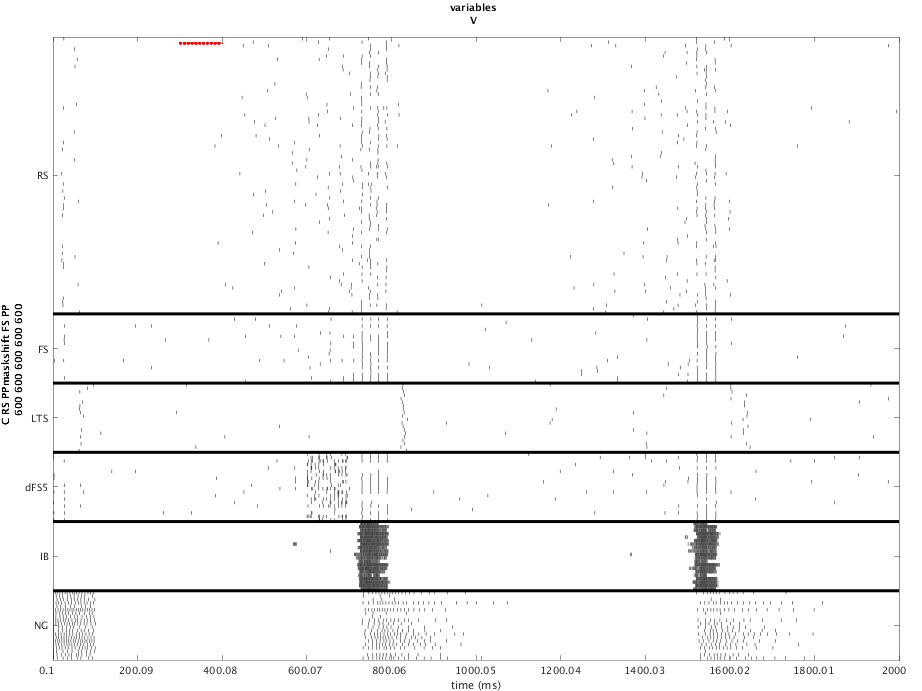 variables
V
C RS PPmaskshift FS PP
600 600 600 600 600
RS
FS
LTS
dFS5
IB
NG
0.1 200.09 400.08 600.07 800.06 1000.05 1200.04 1400.03 1600.02 1800.01 2000
time (ms)